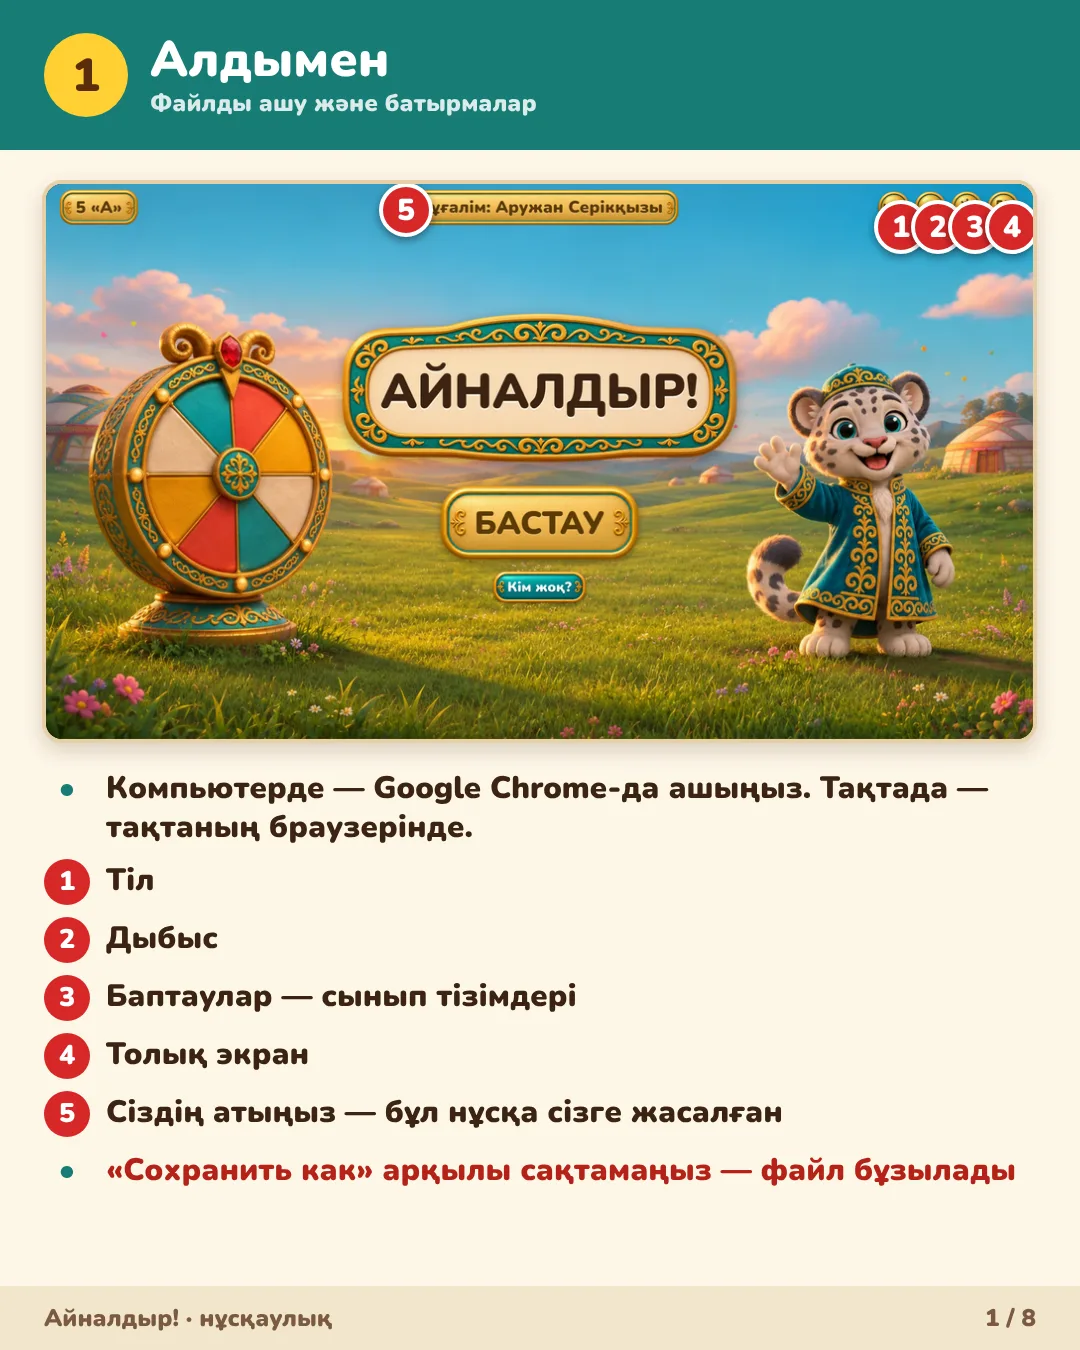 1
Алдымен
Файлды ашу және батырмалар
5 «А»
5
ұғалім: Аружан Серікқызы
1 2 3 4
АЙНАЛДЫР!
БАСТАУ
Кім жоқ?
• Компьютерде — Google Chrome-да ашыңыз. Тақтада —
тақтаның браузерінде.
1 Тіл
2 Дыбыс
3 Баптаулар — сынып тізімдері
4 Толық экран
5 Сіздің атыңыз — бұл нұсқа сізге жасалған
• «Сохранить как» арқылы сақтамаңыз — файл бұзылады
Айналдыр! · нұсқаулық
1 / 8